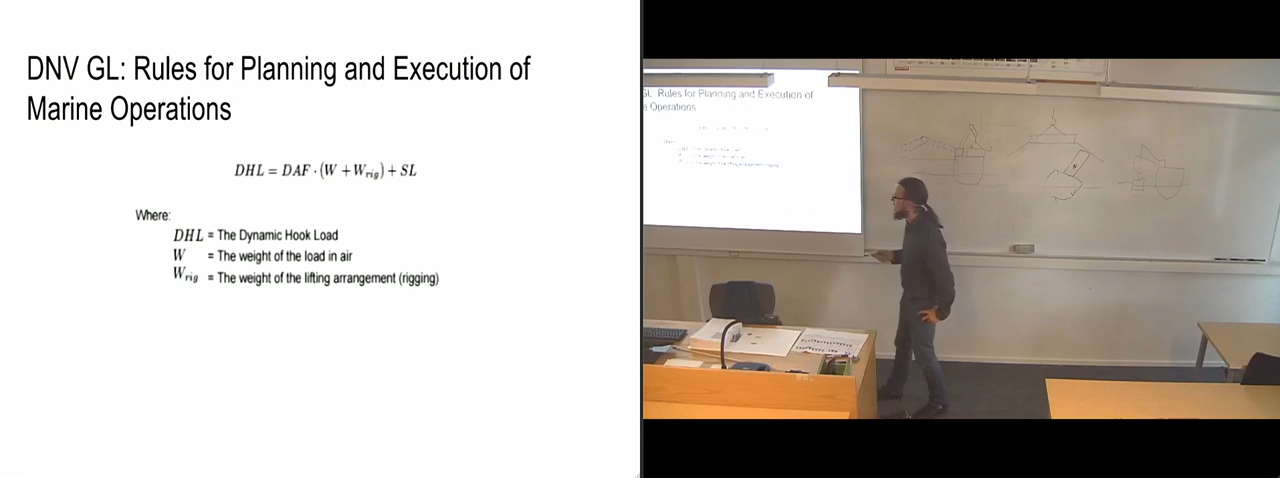 DNV GL: Rules for Planning and Execution of
Marine Operations
DHL = DAF · (W + Wrig) + SL
Where:
DHL = The Dynamic Hook Load
W = The weight of the load in air
Wrig = The weight of the lifting arrangement (rigging)
GL: Rules for Planning and Execution of
Operations